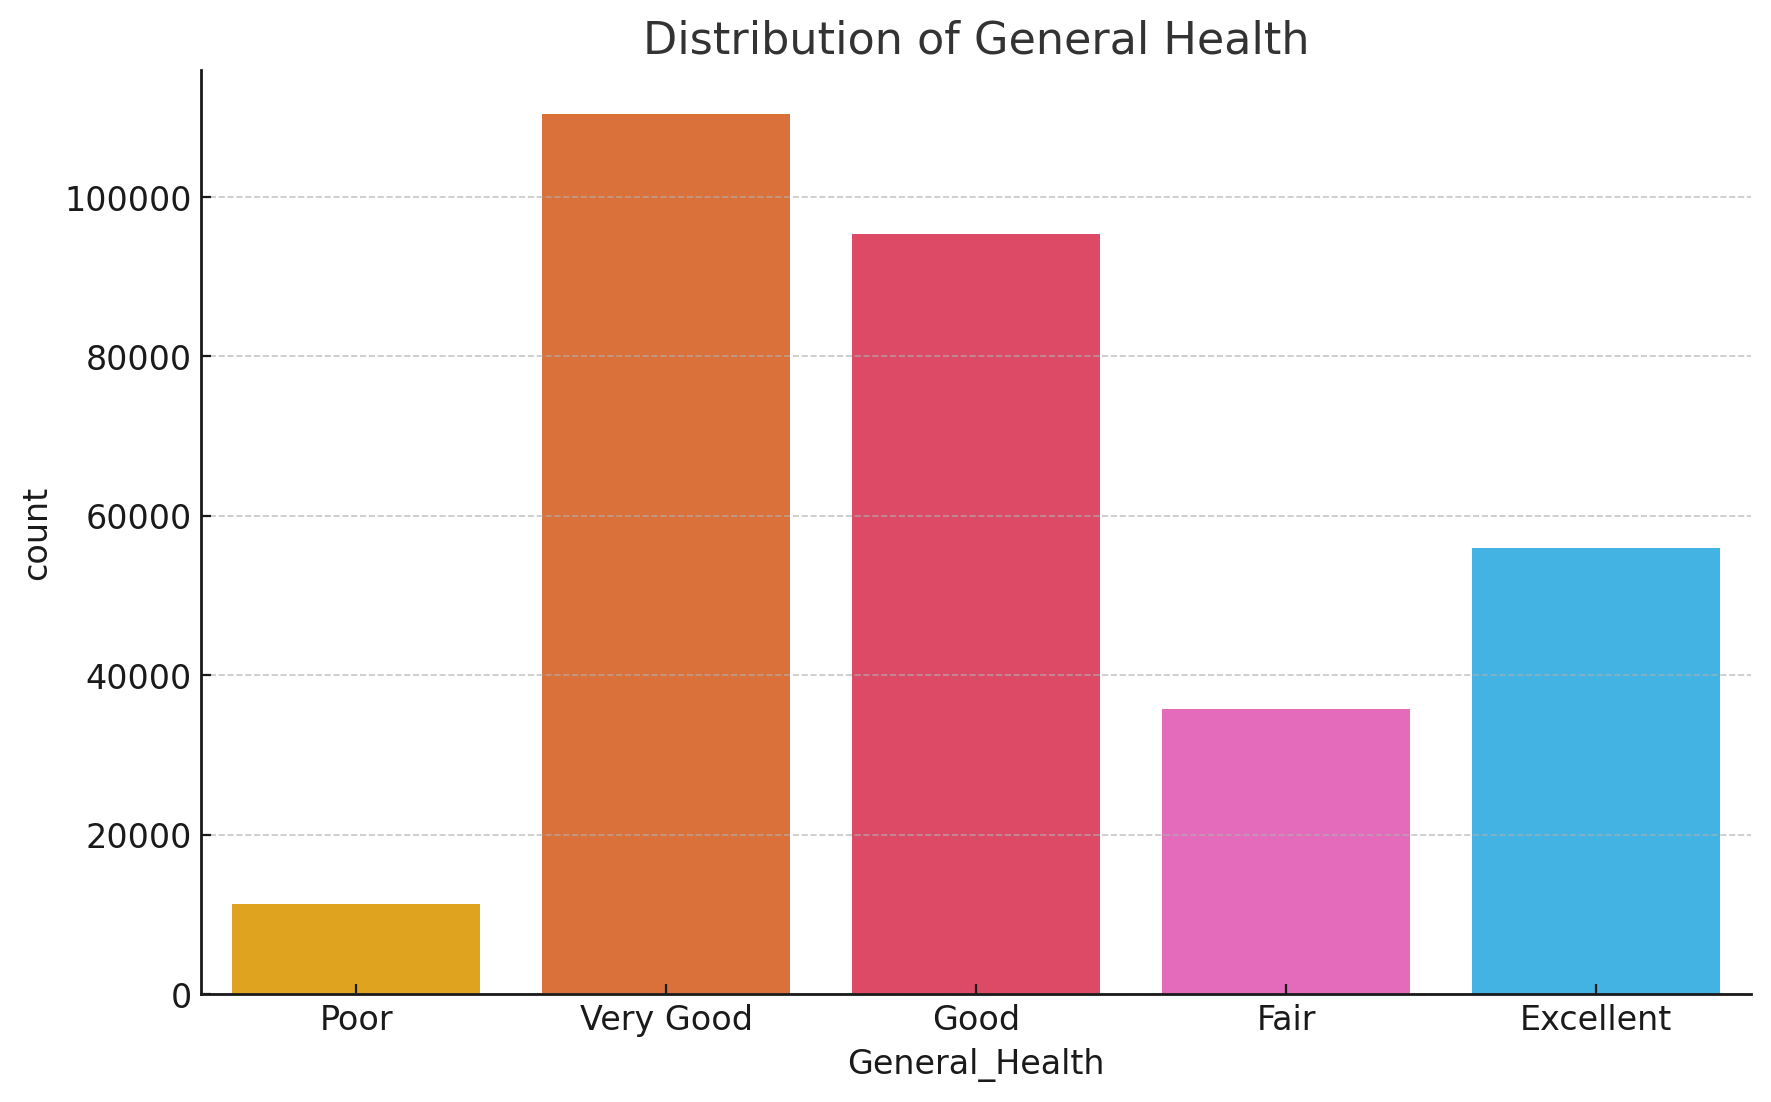 Distribution of General Health
100000
80000
60000
40000
20000
0
count
Poor Very Good Good Fair Excellent
General_Health